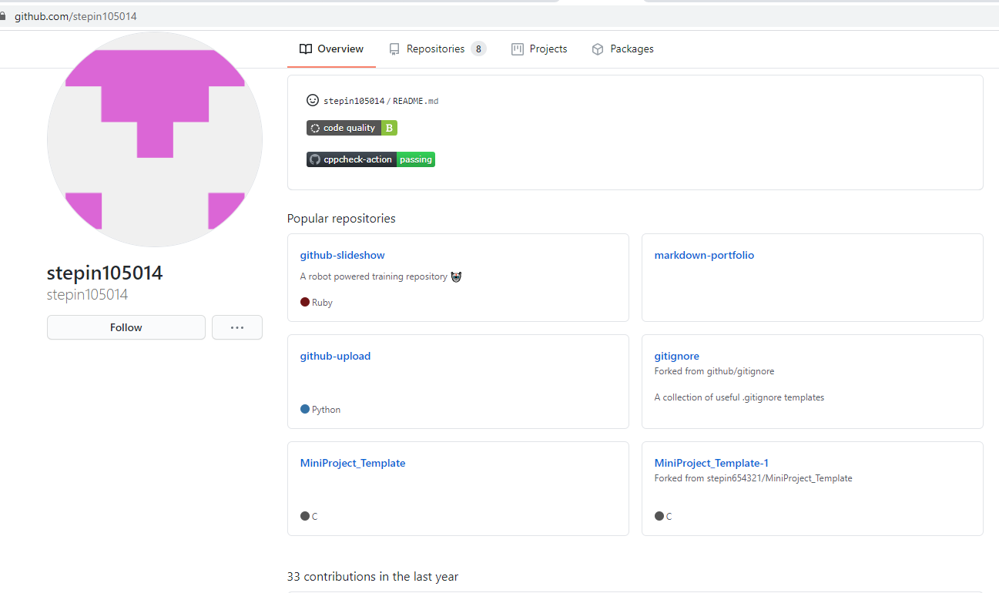 github.com/stepin105014
Overview
Repositories 8
Projects
Packages
stepin105014/README.md
code quality B
cppcheck-action passing
stepin105014
stepin105014
Follow
...
Popular repositories
github-slideshow
A robot powered training repository
Ruby
markdown-portfolio
github-upload
Python
gitignore
Forked from github/gitignore
A collection of useful .gitignore templates
MiniProject_Template
C
MiniProject_Template-1
Forked from stepin654321/MiniProject_Template
C
33 contributions in the last year